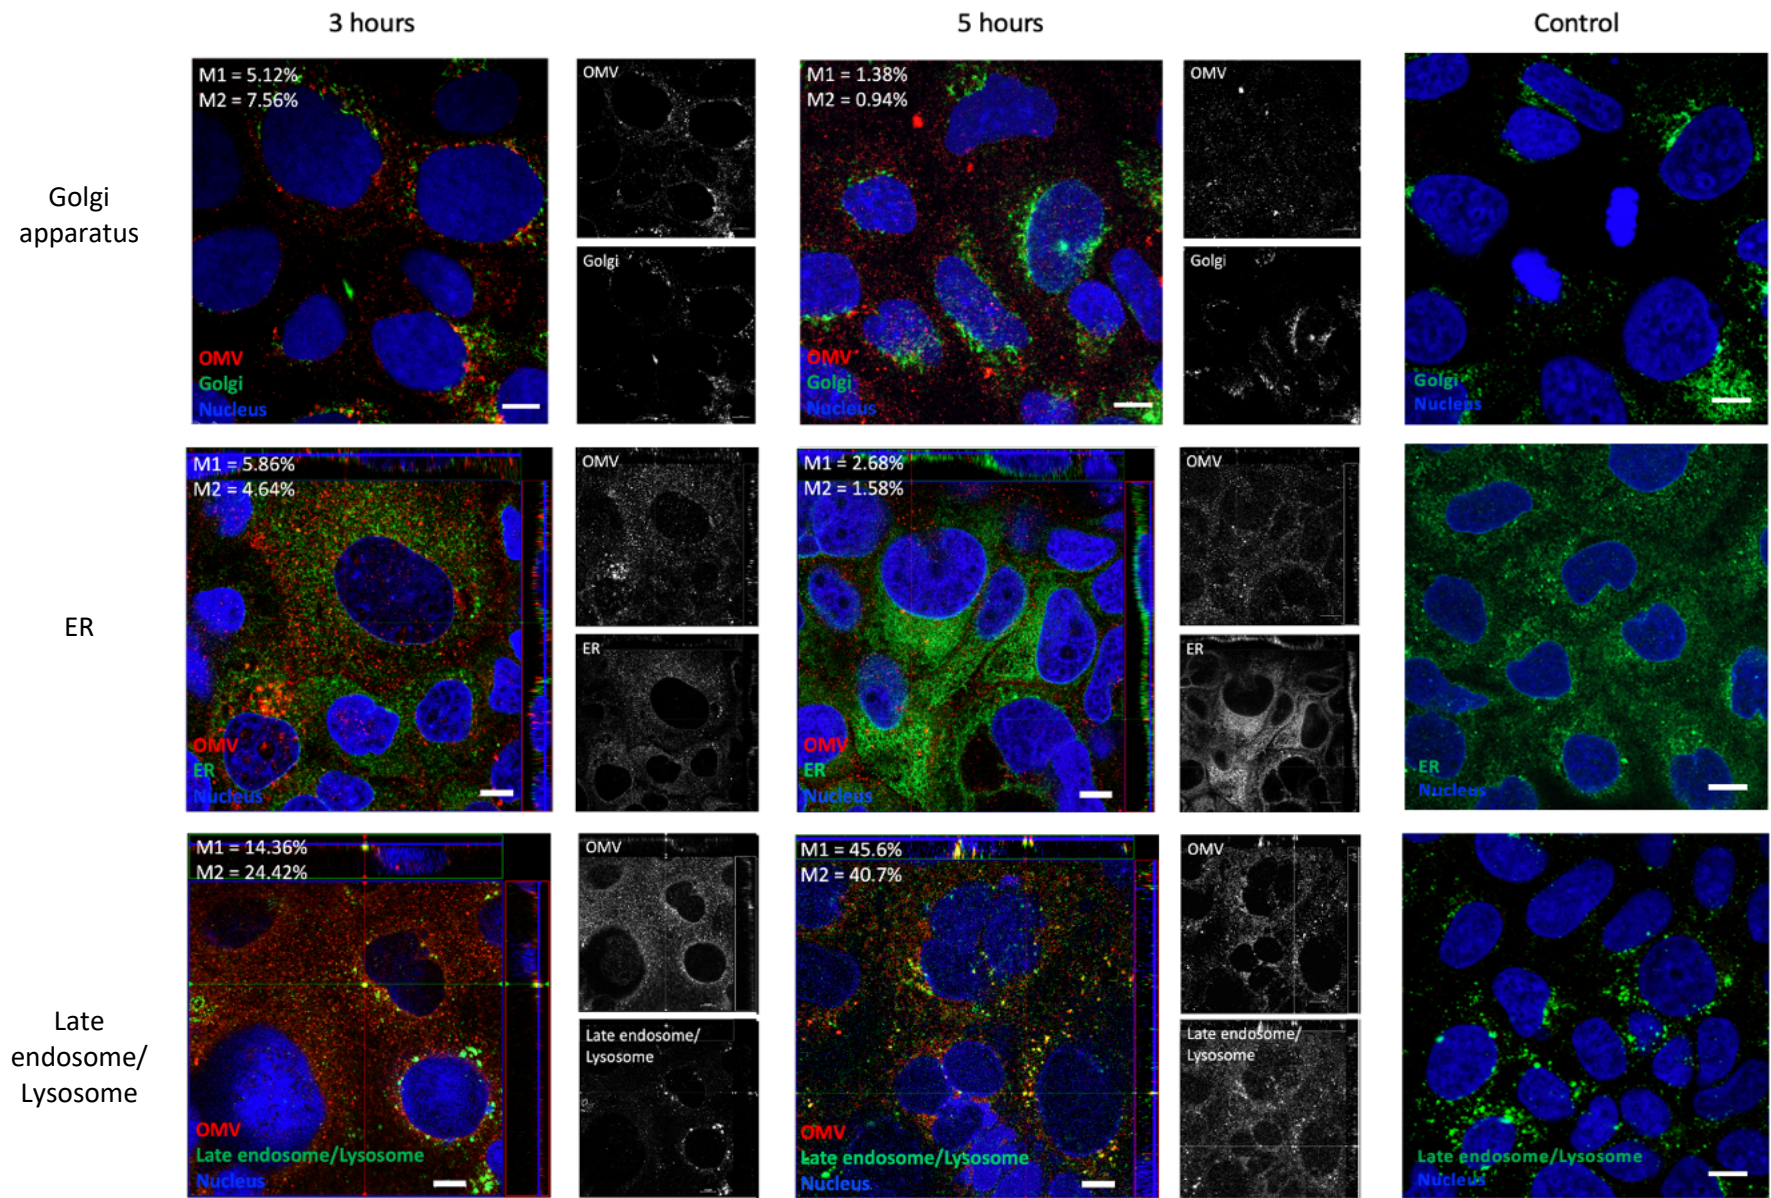 3 hours
5 hours
Control
Golgi
apparatus
M1 = 5.12%
M2 = 7.56%
OMV
Golgi
Nucleus
OMV
Golgi
M1 = 1.38%
M2 = 0.94%
OMV
Golgi
Nucleus
OMV
Golgi
Golgi
Nucleus
ER
M1 = 5.86%
M2 = 4.64%
OMV
ER
Nucleus
OMV
ER
M1 = 2.68%
M2 = 1.58%
OMV
ER
Nucleus
OMV
ER
ER
Nucleus
Late
endosome/
Lysosome
M1 = 14.36%
M2 = 24.42%
OMV
Late endosome/Lysosome
Nucleus
OMV
Late endosome/
Lysosome
M1 = 45.6%
M2 = 40.7%
OMV
Late endosome/Lysosome
Nucleus
OMV
Late endosome/
Lysosome
Late endosome/Lysosome
Nucleus